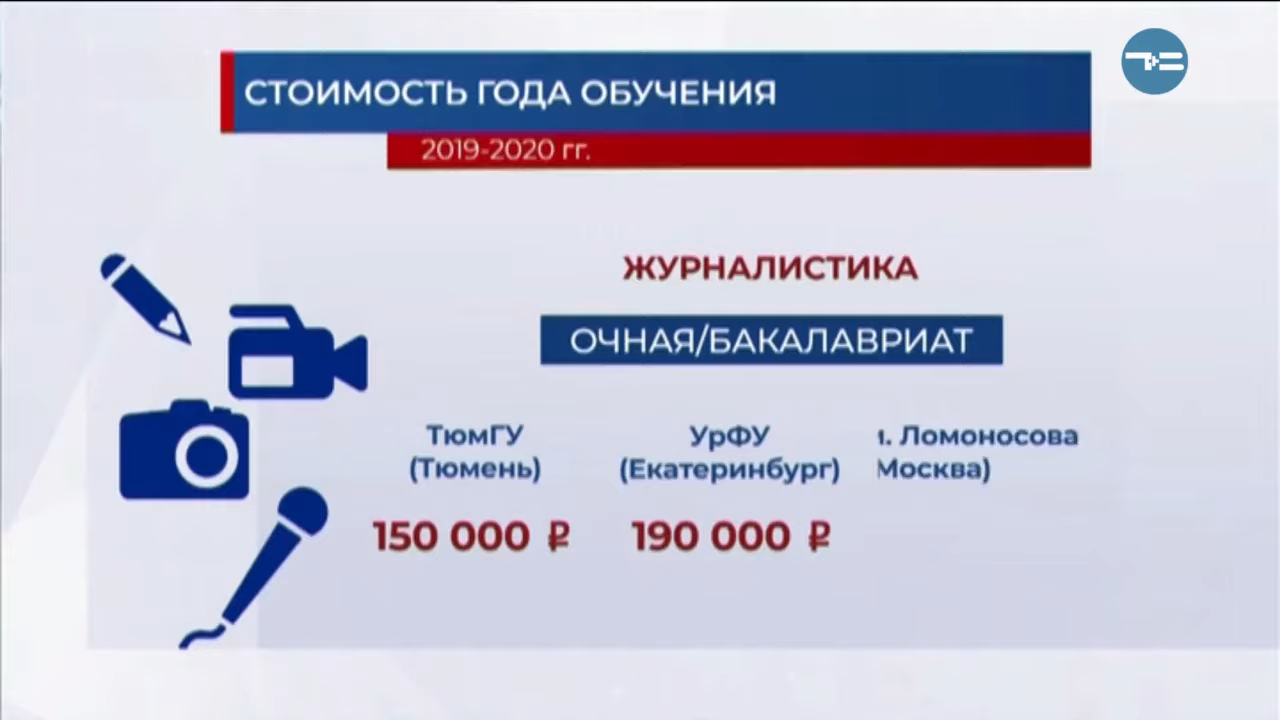 СТОИМОСТЬ ГОДА ОБУЧЕНИЯ
2019-2020 гг.
ЖУРНАЛИСТИКА
ОЧНАЯ/БАКАЛАВРИАТ
ТюмГУ
(Тюмень)
150 000 ₽
УрФУ
(Екатеринбург)
190 000 ₽
Ломоносова
Москва)